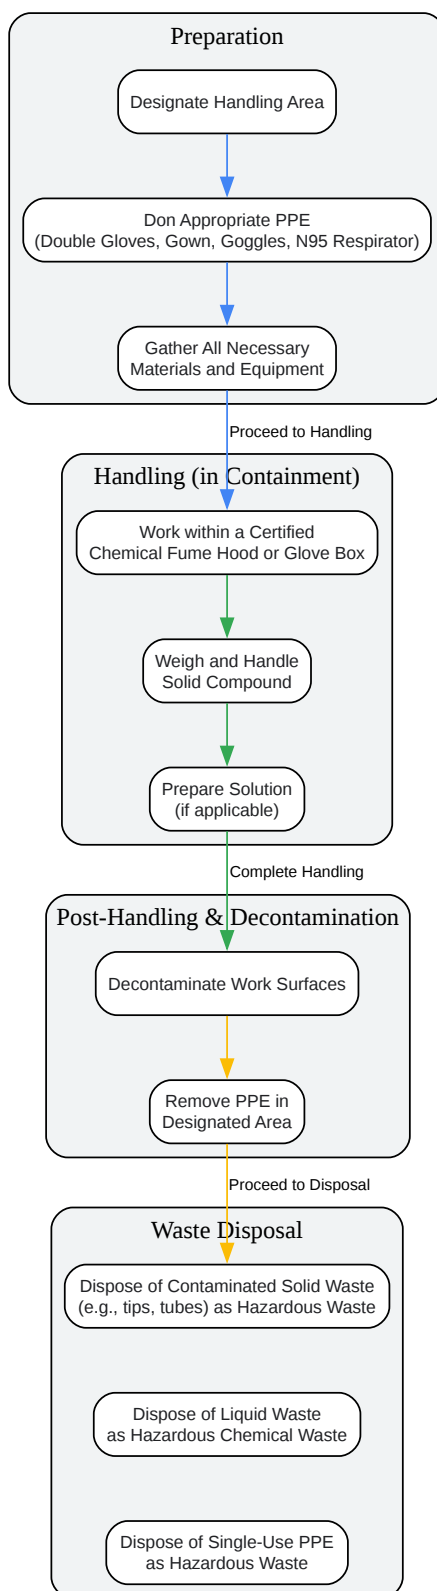 Preparation
Designate Handling Area
Don Appropriate PPE
(Double Gloves, Gown, Goggles, N95 Respirator)
Gather All Necessary
Materials and Equipment
Proceed to Handling
Handling (in Containment)
Work within a Certified
Chemical Fume Hood or Glove Box
Weigh and Handle
Solid Compound
Prepare Solution
(if applicable)
Complete Handling
Post-Handling & Decontamination
Decontaminate Work Surfaces
Remove PPE in
Designated Area
Proceed to Disposal
Waste Disposal
Dispose of Contaminated Solid Waste
(e.g., tips, tubes) as Hazardous Waste
Dispose of Liquid Waste
as Hazardous Chemical Waste
Dispose of Single-Use PPE
as Hazardous Waste